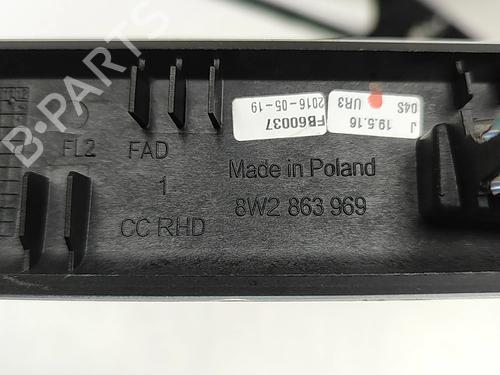 B-PARTS
FL2
FAD
1
CC RHD
Made in Poland
8W2 863 969
FB60037
2016-05-19
J
19.5.16 UR3
04S